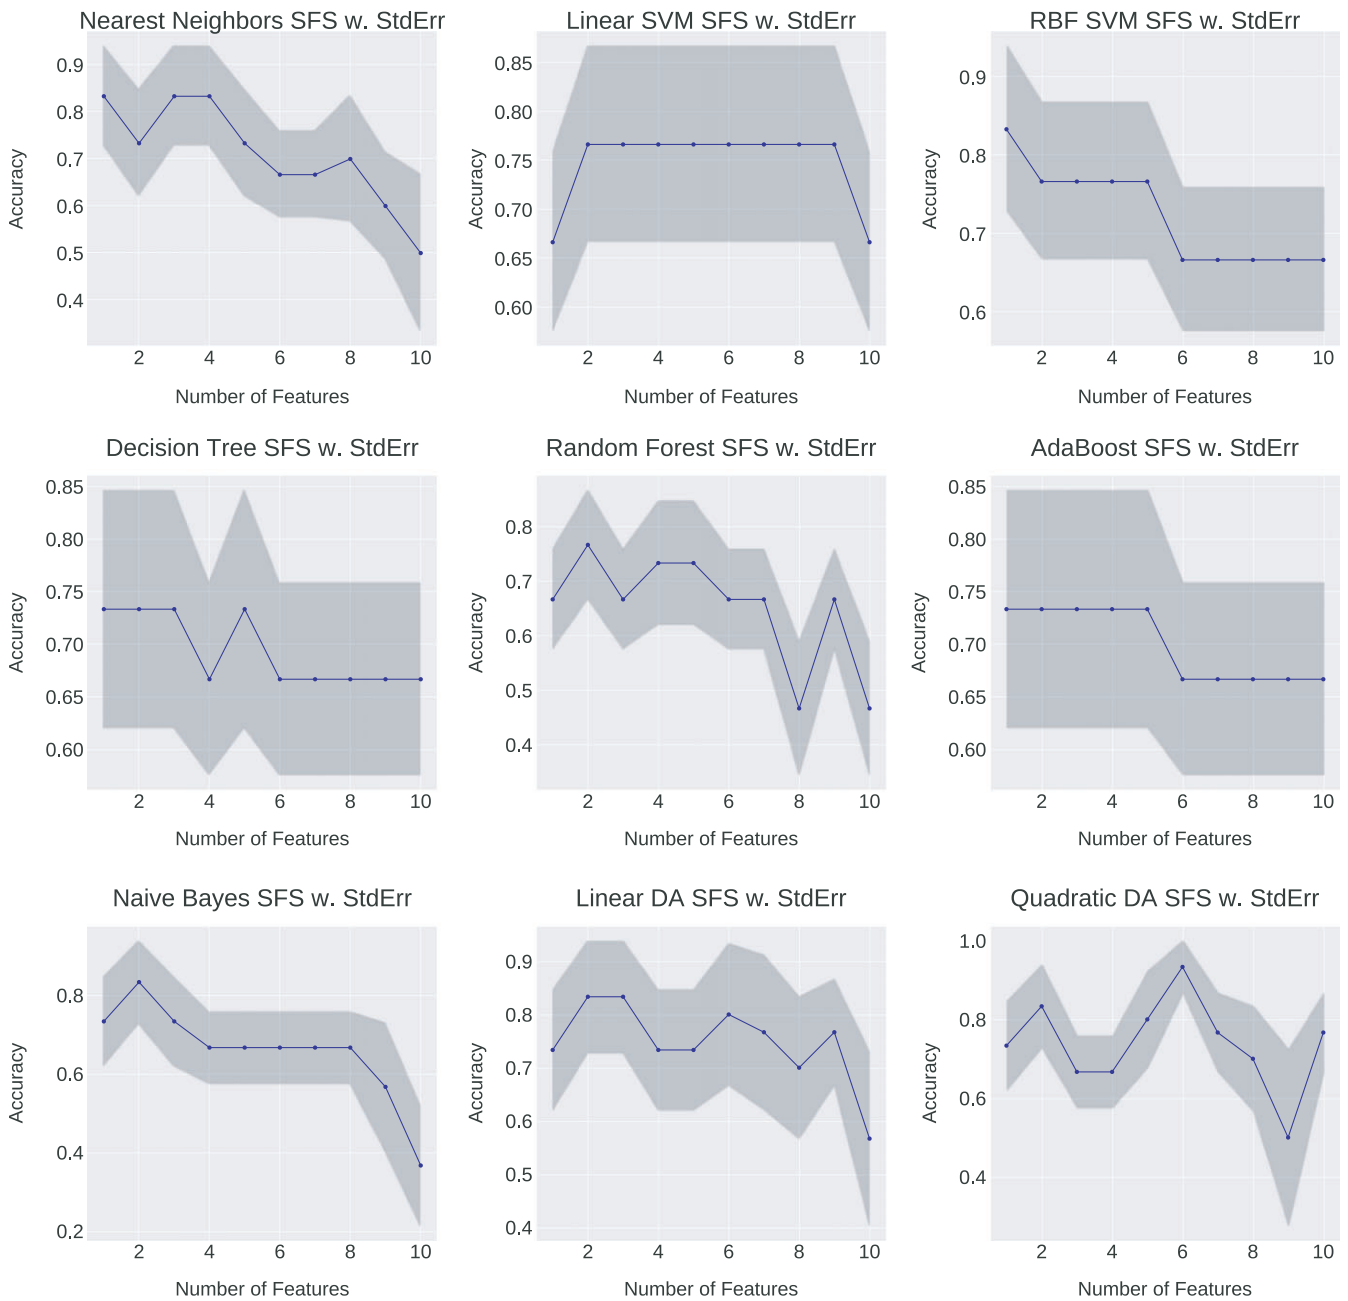 Nearest Neighbors SFS w. StdErr
0.9
0.8
0.7
0.6
0.5
0.4
Accuracy
2 4 6 8 10
Number of Features
Linear SVM SFS w. StdErr
0.85
0.80
0.75
0.70
0.65
0.60
Accuracy
2 4 6 8 10
Number of Features
RBF SVM SFS w. StdErr
0.9
0.8
0.7
0.6
Accuracy
2 4 6 8 10
Number of Features
Decision Tree SFS w. StdErr
0.85
0.80
0.75
0.70
0.65
0.60
Accuracy
2 4 6 8 10
Number of Features
Random Forest SFS w. StdErr
0.8
0.7
0.6
0.5
0.4
Accuracy
2 4 6 8 10
Number of Features
AdaBoost SFS w. StdErr
0.85
0.80
0.75
0.70
0.65
0.60
Accuracy
2 4 6 8 10
Number of Features
Naive Bayes SFS w. StdErr
0.8
0.6
0.4
0.2
Accuracy
2 4 6 8 10
Number of Features
Linear DA SFS w. StdErr
0.9
0.8
0.7
0.6
0.5
0.4
Accuracy
2 4 6 8 10
Number of Features
Quadratic DA SFS w. StdErr
1.0
0.8
0.6
0.4
Accuracy
2 4 6 8 10
Number of Features